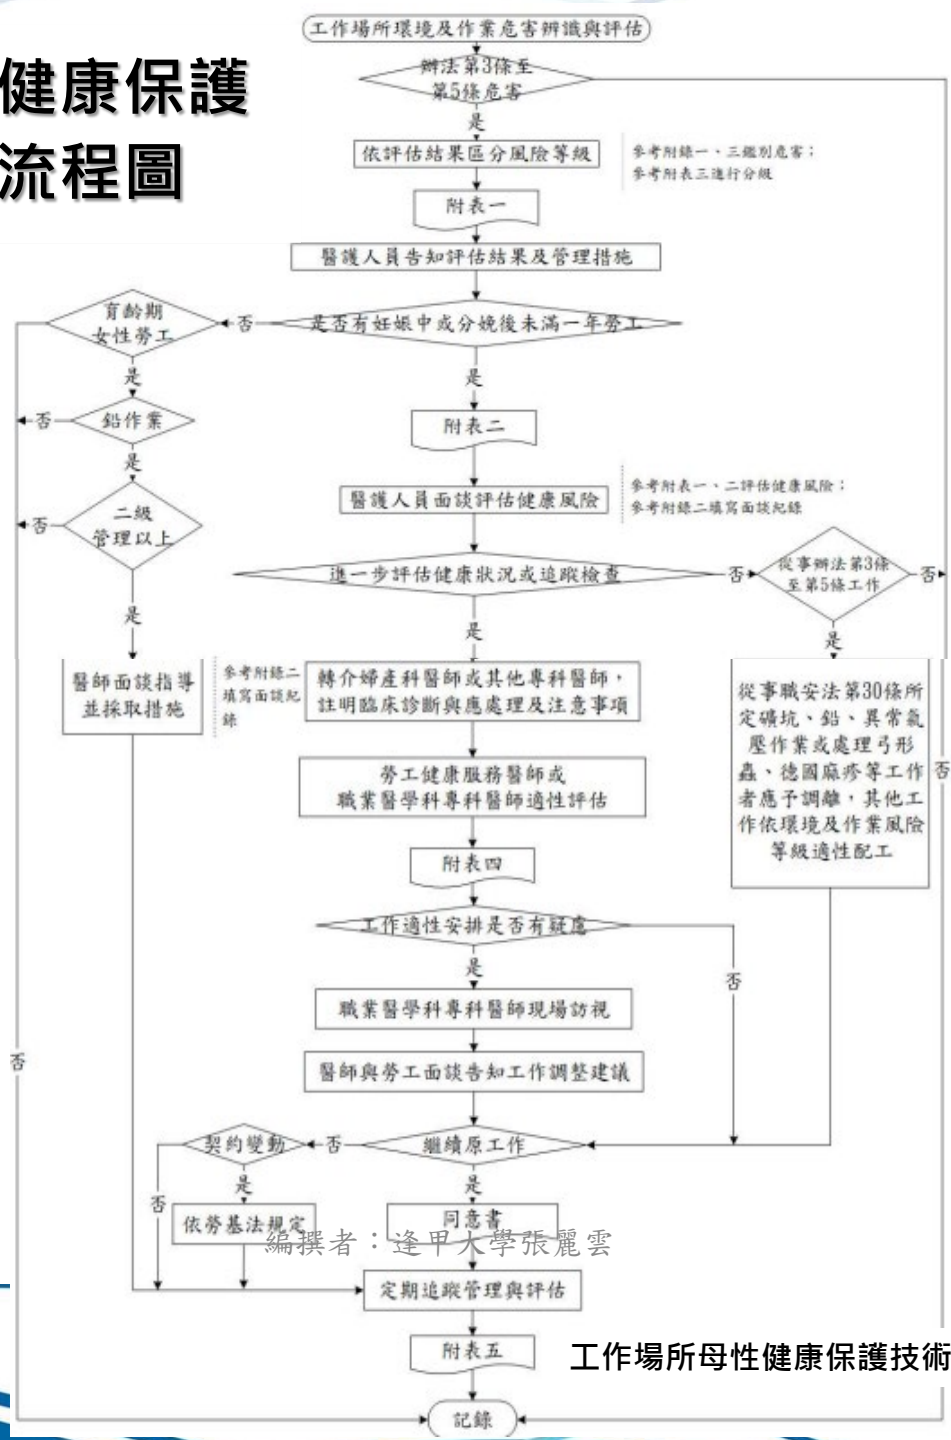 健康保護
流程圖
工作場所環境及作業危害辨識與評估
辦法第3條至
第5條危害
是
依評估結果區分風險等級
參考附錄一、三鑑別危害；
參考附表三進行分級
附表一
醫護人員告知評估結果及管理措施
育齡期
女性勞工
否
是否有妊娠中或分娩後未滿一年勞工
是
是
否
鉛作業
附表二
是
醫護人員面談評估健康風險
參考附表一、二評估健康風險；
參考附錄二填寫面談紀錄
否
二級
管理以上
進一步評估健康狀況或追蹤檢查
否
從事辦法第3條
至第5條工作
否
是
是
是
醫師面談指導
並採取措施
參考附錄二
填寫面談紀
錄
轉介婦產科醫師或其他專科醫師，
註明臨床診斷與應處理及注意事項
從事職安法第30條所
定礦坑、鉛、異常氣
壓作業或處理弓形
蟲、德國麻疹等工作
者應予調離，其他工
作依環境及作業風險
等級適性配工
否
勞工健康服務醫師或
職業醫學科專科醫師適性評估
附表四
工作適性安排是否有疑慮
是
否
職業醫學科專科醫師現場訪視
否
醫師與勞工面談告知工作調整建議
契約變動
否
繼續原工作
是
是
否
依勞基法規定
同意書
編撰者：逢甲大學張麗雲
定期追蹤管理與評估
附表五
工作場所母性健康保護技術
記錄